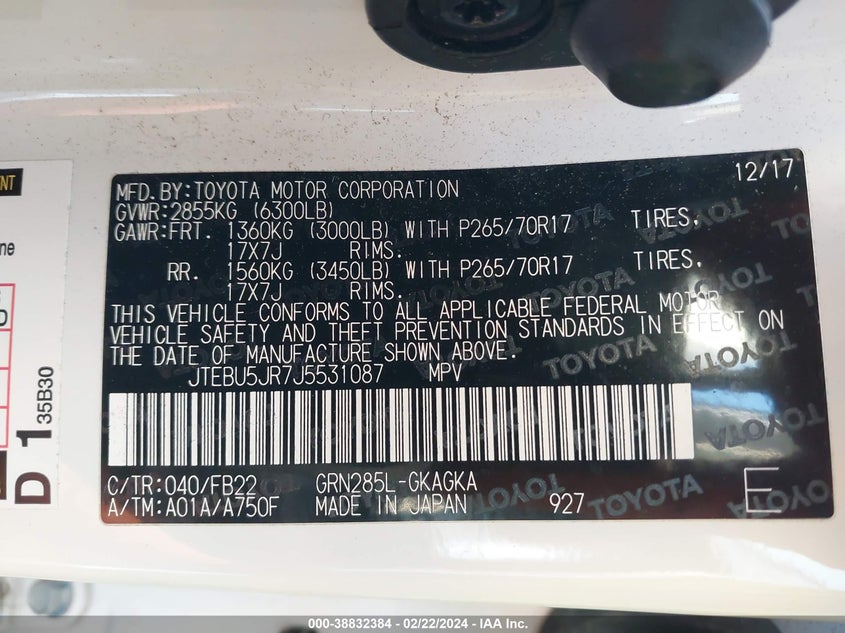 MFD.BY:TOYOTA MOTOR CORPORATION 12/17
GVWR:2855KG (6300LB)
GAWR:FRT. 1360KG (3000LB) WITH P265/70R17 TIRES,
17X7J RIMS.
RR. 1560KG (3450LB) WITH P265/70R17 TIRES,
17X7J RIMS.
THIS VEHICLE CONFORMS TO ALL APPLICABLE FEDERAL MOTOR
VEHICLE SAFETY AND THEFT PREVENTION STANDARDS IN EFFECT ON
THE DATE OF MANUFACTURE SHOWN ABOVE.
JTEBU5JR7J5531087 MPV
C/TR:040/FB22 GRN285L-GKAGKA
A/TM:A01A/A750F MADE IN JAPAN 927 E
TOYOTA
D 1 35B30
000-38832384 - 02/22/2024 - IAA Inc.